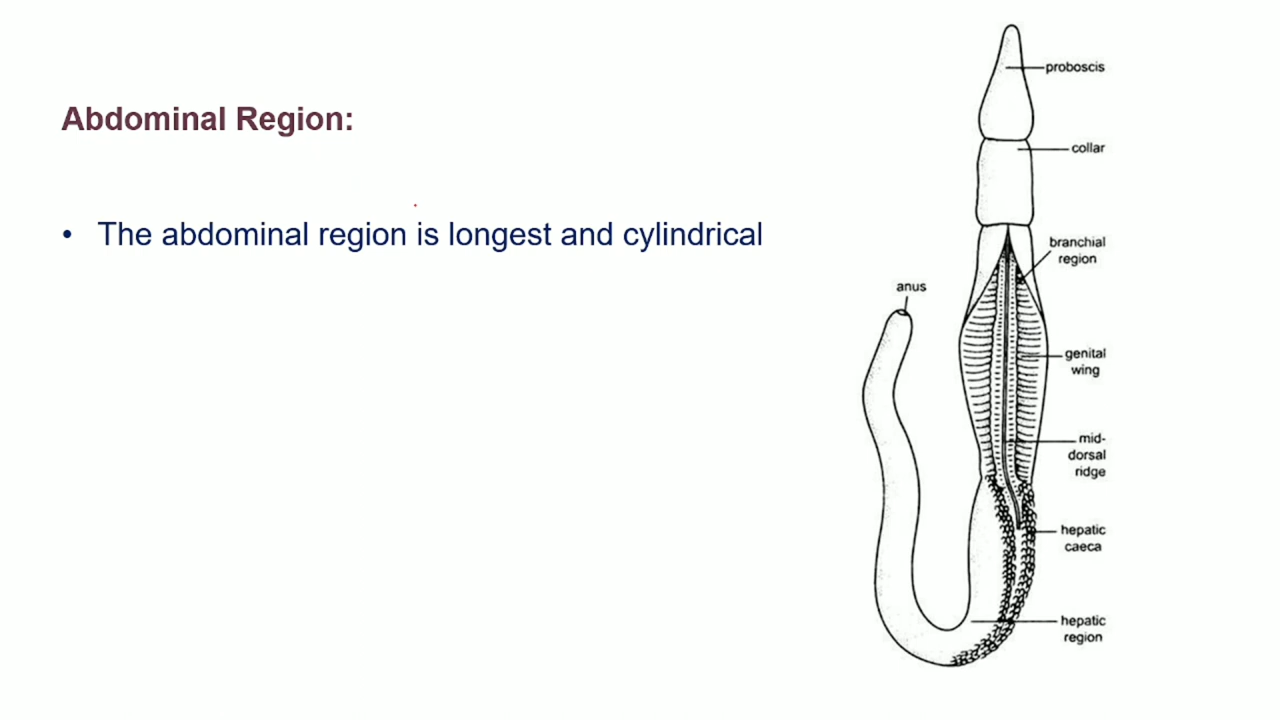 Abdominal Region:
• The abdominal region is longest and cylindrical
proboscis
collar
branchial
region
anus
genital
wing
mid-
dorsal
ridge
hepatic
caeca
hepatic
region